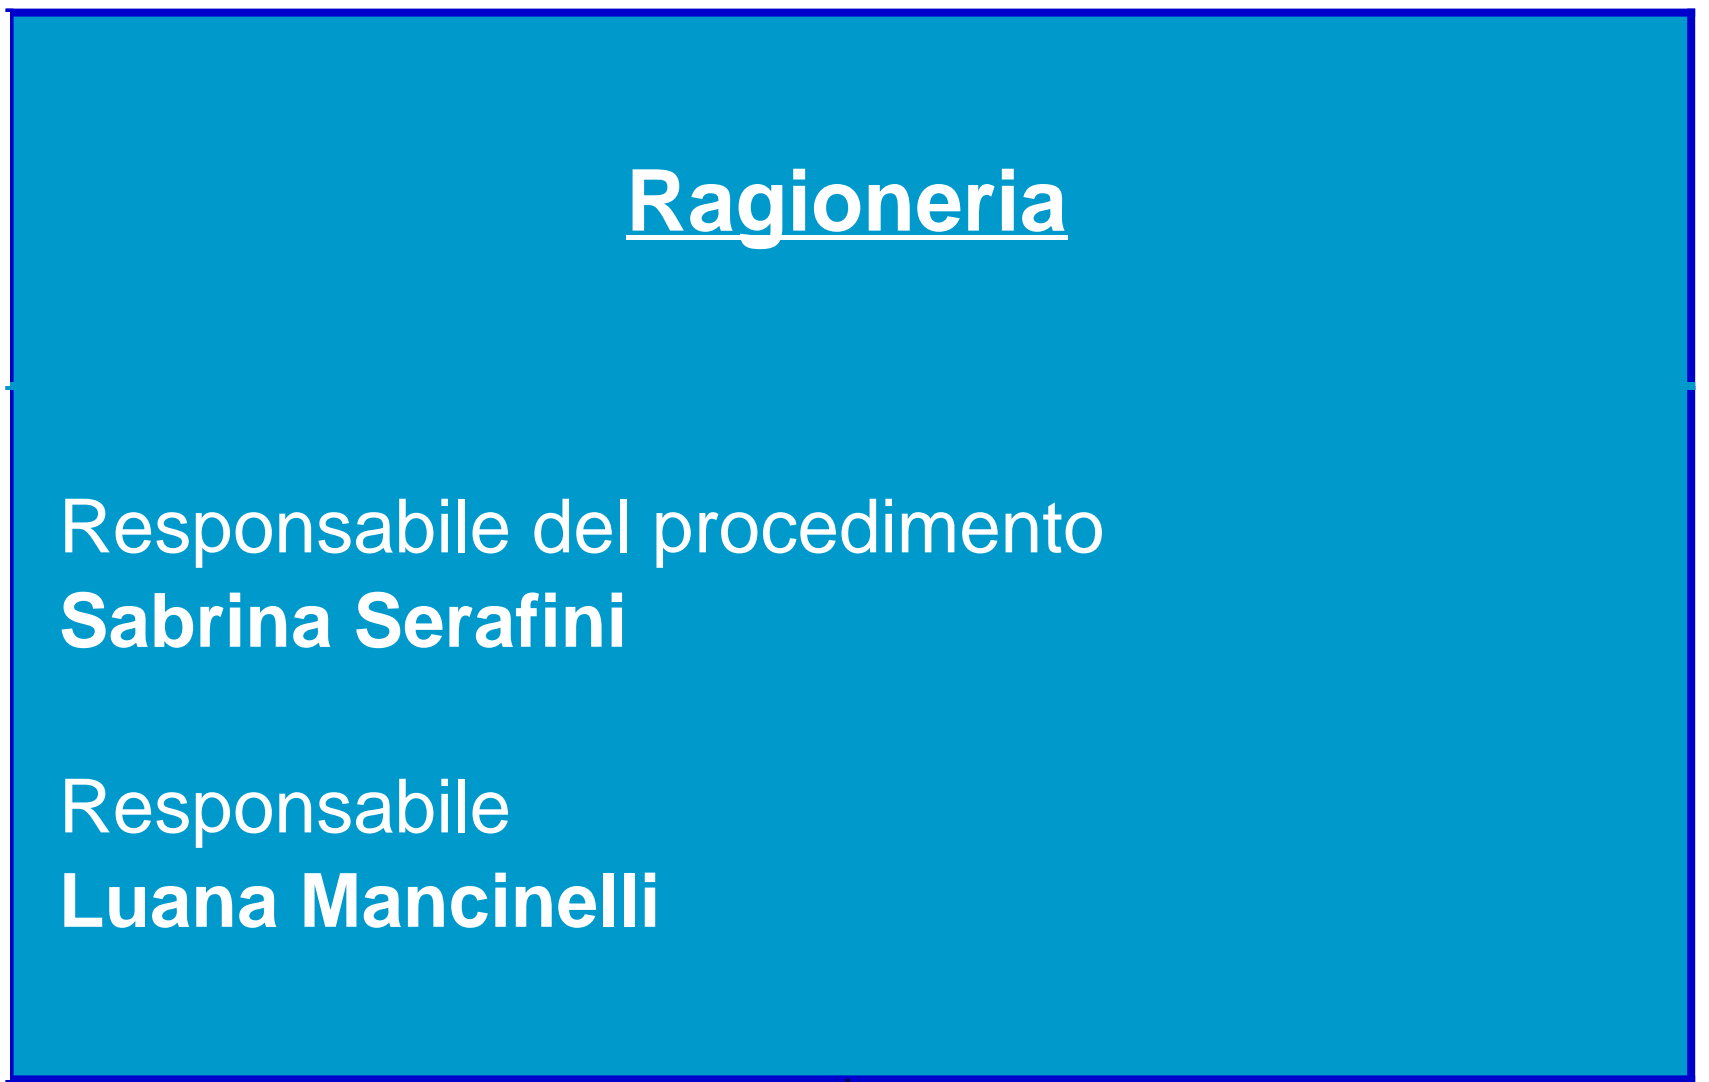 Ragioneria
Responsabile del procedimento
Sabrina Serafini
Responsabile
Luana Mancinelli